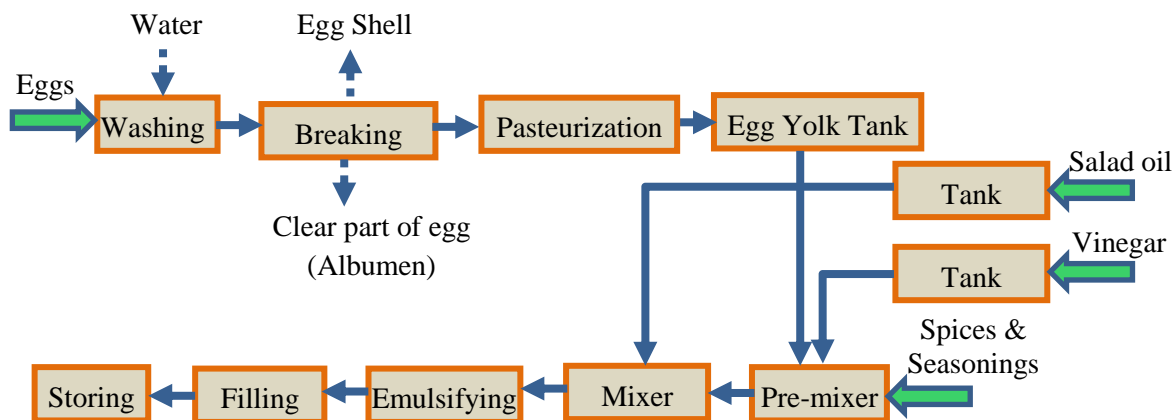 Water
Egg Shell
Eggs
Washing
Breaking
Pasteurization
Egg Yolk Tank
Salad oil
Tank
Clear part of egg
(Albumen)
Vinegar
Tank
Spices &
Seasonings
Storing
Filling
Emulsifying
Mixer
Pre-mixer